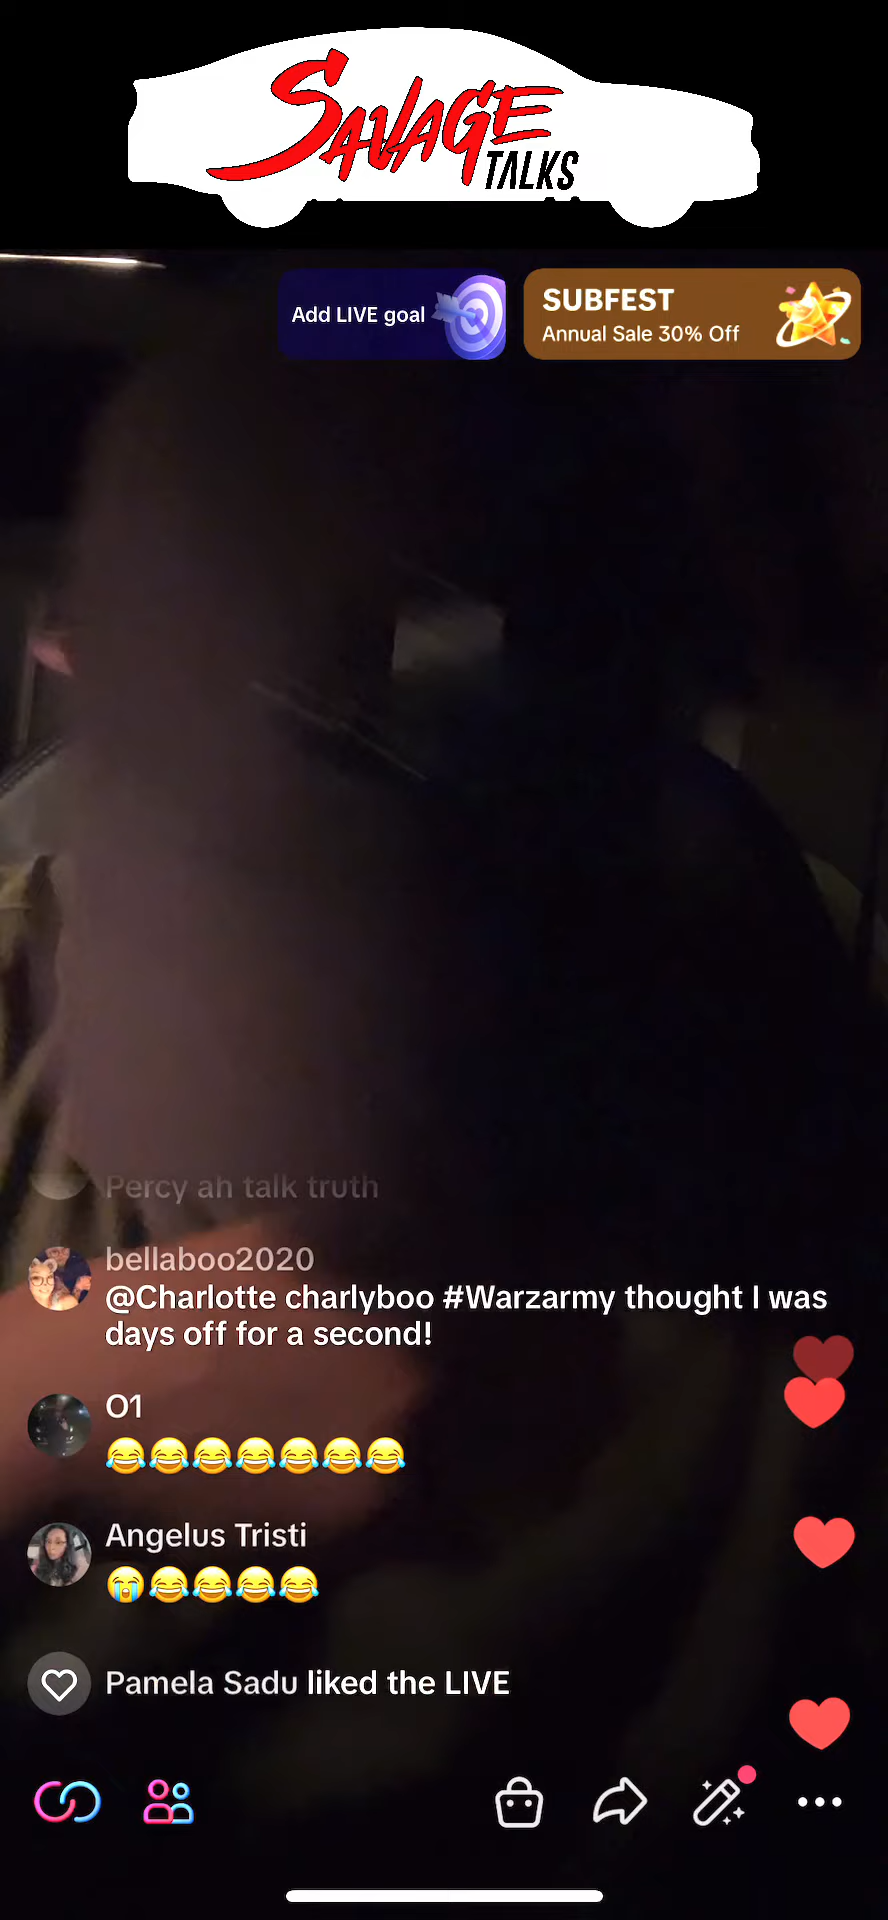 SAVAGE
TALKS
Add LIVE goal
SUBFEST
Annual Sale 30% Off
Percy ah talk truth
bellaboo2020
@Charlotte charlyboo #Warzarmy thought I was
days off for a second!
O1
😂😂😂😂😂😂😂
Angelus Tristi
😭😂😂😂😂
Pamela Sadu liked the LIVE